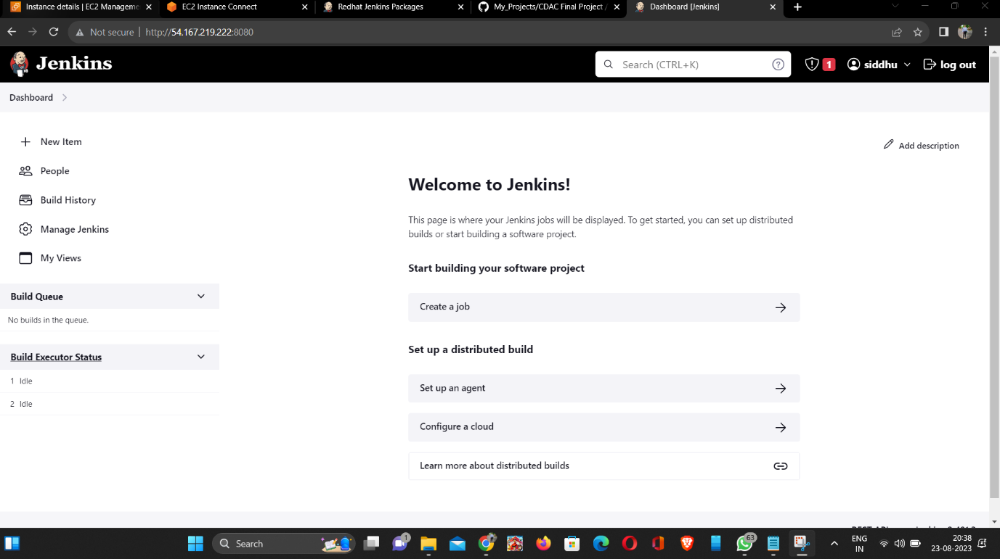 Instance details | EC2 Manageme
EC2 Instance Connect
Redhat Jenkins Packages
My_Projects/CDAC Final Project /
Dashboard [Jenkins]
Not secure | http://54.167.219.222:8080
Jenkins
Search (CTRL+K)
1
siddhu
log out
Dashboard
New Item
People
Build History
Manage Jenkins
My Views
Build Queue
No builds in the queue.
Build Executor Status
1 Idle
2 Idle
Add description
Welcome to Jenkins!
This page is where your Jenkins jobs will be displayed. To get started, you can set up distributed
builds or start building a software project.
Start building your software project
Create a job
Set up a distributed build
Set up an agent
Configure a cloud
Learn more about distributed builds
Search
1
63
ENG
IN
20:38
23-08-2023